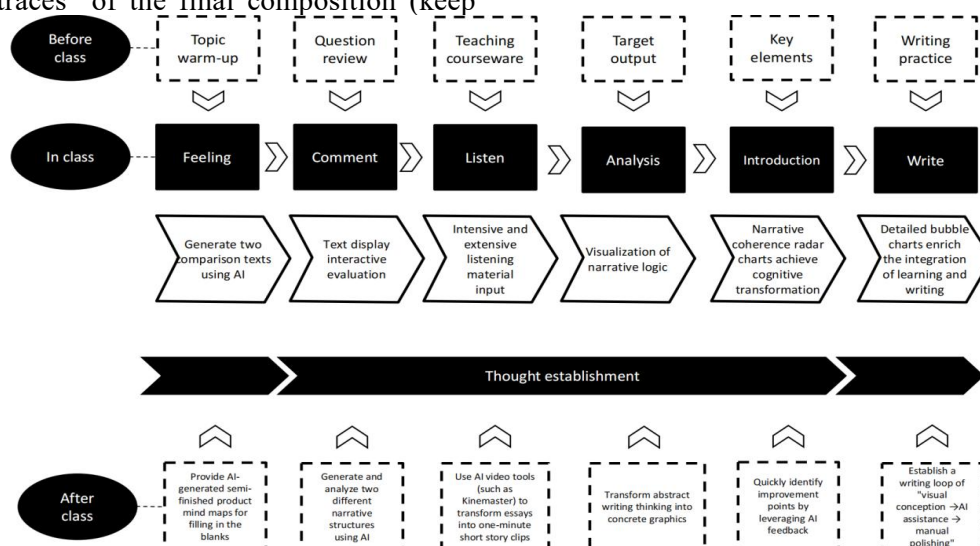 traces" of the final composition (keep
Before
class
Topic
warm-up
Question
review
Teaching
courseware
Target
output
Key
elements
Writing
practice
In class
Feeling
Comment
Listen
Analysis
Introduction
Write
Generate two
comparison texts
using AI
Text display
interactive
evaluation
Intensive and
extensive
listening
material
input
Visualization of
narrative logic
Narrative
coherence radar
charts achieve
cognitive
transformation
Detailed bubble
charts enrich
the integration
of learning and
writing
Thought establishment
After
class
Provide AI-
generated semi-
finished product
mind maps for
filling in the
blanks
Generate and
analyze two
different
narrative
structures
using AI
Use AI video tools
(such as
Kinemaster) to
transform essays
into one-minute
short story clips
Transform abstract
writing thinking into
concrete graphics
Quickly identify
improvement
points by
leveraging AI
feedback
Establish a
writing loop of
"visual
conception →AI
assistance →
manual
polishing"